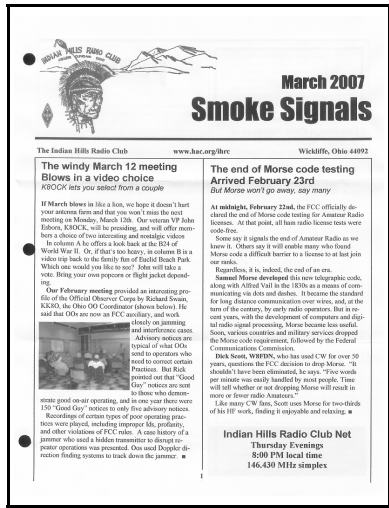 INDIAN HILLS RADIO CLUB
March 2007
Smoke Signals
The Indian Hills Radio Club www.hac.org/ihrc Wickliffe, Ohio 44092
The windy March 12 meeting
Blows in a video choice
K8OCK lets you select from a couple
If March blows in like a lion, we hope it doesn't hurt
your antenna farm and that you won't miss the next
meeting on Monday, March 12th. Our veteran VP John
Esborn, K8OCK, will be presiding, and will offer mem-
bers a choice of two interesting and nostalgic videos
In column A he offers a look at the B24 of
World War II. Or, if that's too heavy, in column B is a
video trip back to the family fun of Euclid Beach Park.
Which one would you like to see? John will take a
vote. Bring your own popcorn or flight jacket depend-
ing.
Our February meeting provided an interesting pro-
file of the Official Observer Corps by Richard Swain,
KK8O, the Ohio OO Coordinator (shown below). He
said that OOs are now an FCC auxiliary, and work
closely on jamming
and interference cases.
Advisory notices are
typical of what OOs
send to operators who
need to correct certain
Practices. But Rick
pointed out that "Good
Guy" notices are sent
to those who demon-
strate good on-air operating, and in one year there were
150 "Good Guy" notices to only five advisory notices.
Recordings of certain types of poor operating prac-
tices were played, including improper Ids, profanity,
and other violations of FCC rules. A case history of a
jammer who used a hidden transmitter to disrupt re-
peater operations was presented. Oos used Doppler di-
rection finding systems to track down the jammer. ■
The end of Morse code testing
Arrived February 23rd
But Morse won't go away, say many
At midnight, February 22nd, the FCC officially de-
clared the end of Morse code testing for Amateur Radio
licenses. At that point, all ham radio license tests were
code-free.
Some say it signals the end of Amateur Radio as we
knew it. Others say it will enable many who found
Morse code a difficult barrier to a license to at last join
our ranks.
Regardless, it is, indeed, the end of an era.
Samuel Morse developed this new telegraphic code,
along with Alfred Vail in the 1830s as a means of com-
municating via dots and dashes. It became the standard
for long distance communication over wires, and, at the
turn of the century, by early radio operators. But in re-
cent years, with the development of computers and digi-
tal radio signal processing, Morse became less useful.
Soon, various countries and military services dropped
the Morse code requirement, followed by the Federal
Communications Commission.
Dick Scott, W8FDN, who has used CW for over 50
years, questions the FCC decision to drop Morse. "It
shouldn't have been eliminated, he says. "Five words
per minute was easily handled by most people. Time
will tell whether or not dropping Morse will result in
more or fewer radio Amateurs."
Like many CW fans, Scott uses Morse for two-thirds
of his HF work, finding it enjoyable and relaxing. ■
Indian Hills Radio Club Net
Thursday Evenings
8:00 PM local time
146.430 MHz simplex
1